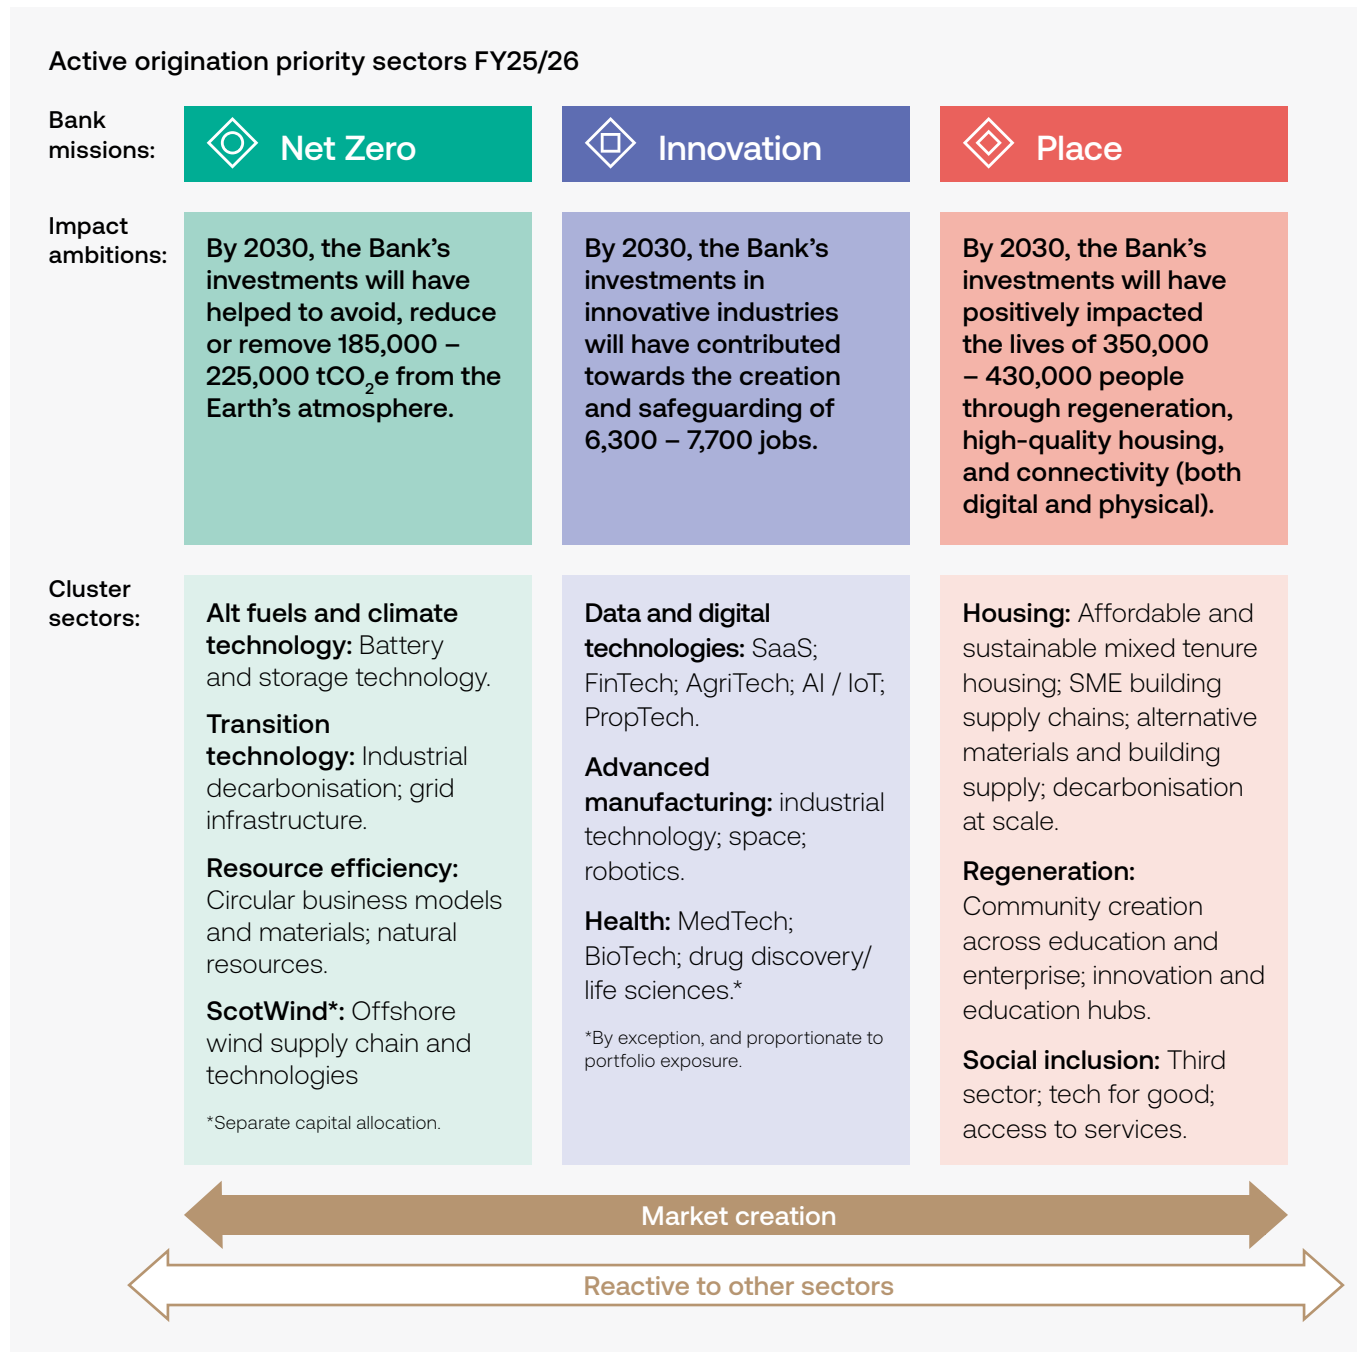 Active origination priority sectors FY25/26
Bank
missions:
Net Zero
Innovation
Place
Impact
ambitions:
By 2030, the Bank’s
investments will have
helped to avoid, reduce
or remove 185,000 –
225,000 tCO₂e from the
Earth’s atmosphere.
By 2030, the Bank’s
investments in
innovative industries
will have contributed
towards the creation
and safeguarding of
6,300 – 7,700 jobs.
By 2030, the Bank’s
investments will have
positively impacted
the lives of 350,000
– 430,000 people
through regeneration,
high-quality housing,
and connectivity (both
digital and physical).
Cluster
sectors:
Alt fuels and climate
technology: Battery
and storage technology.
Transition
technology: Industrial
decarbonisation; grid
infrastructure.
Resource efficiency:
Circular business models
and materials; natural
resources.
ScotWind*: Offshore
wind supply chain and
technologies
*Separate capital allocation.
Data and digital
technologies: SaaS;
FinTech; AgriTech; AI / IoT;
PropTech.
Advanced
manufacturing: industrial
technology; space;
robotics.
Health: MedTech;
BioTech; drug discovery/
life sciences.*
*By exception, and proportionate to
portfolio exposure.
Housing: Affordable and
sustainable mixed tenure
housing; SME building
supply chains; alternative
materials and building
supply; decarbonisation
at scale.
Regeneration:
Community creation
across education and
enterprise; innovation and
education hubs.
Social inclusion: Third
sector; tech for good;
access to services.
Market creation
Reactive to other sectors